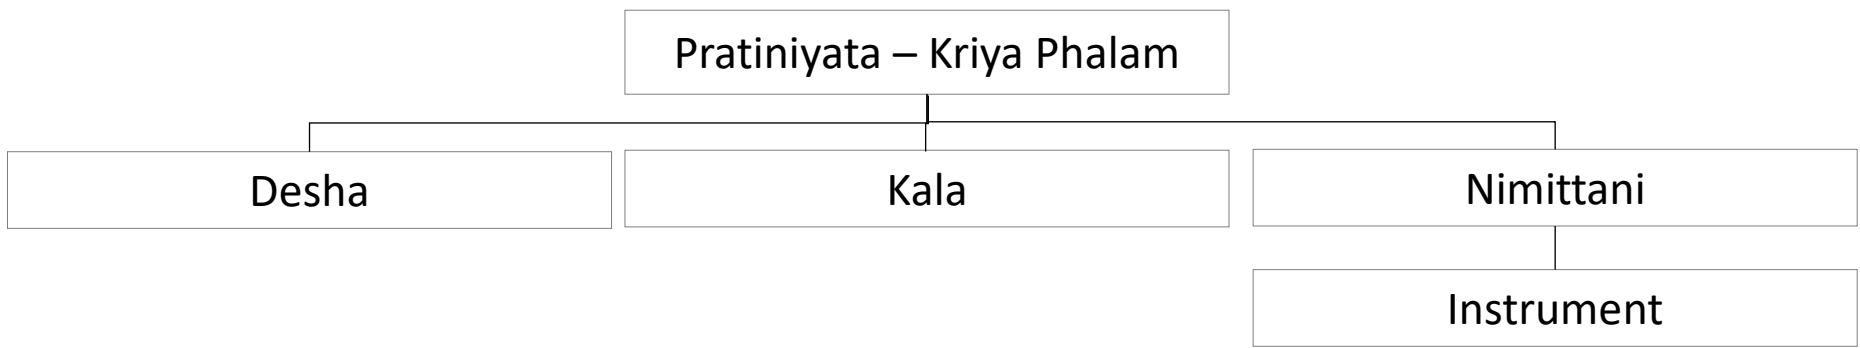 Pratiniyata – Kriya Phalam
Desha
Kala
Nimittani
Instrument